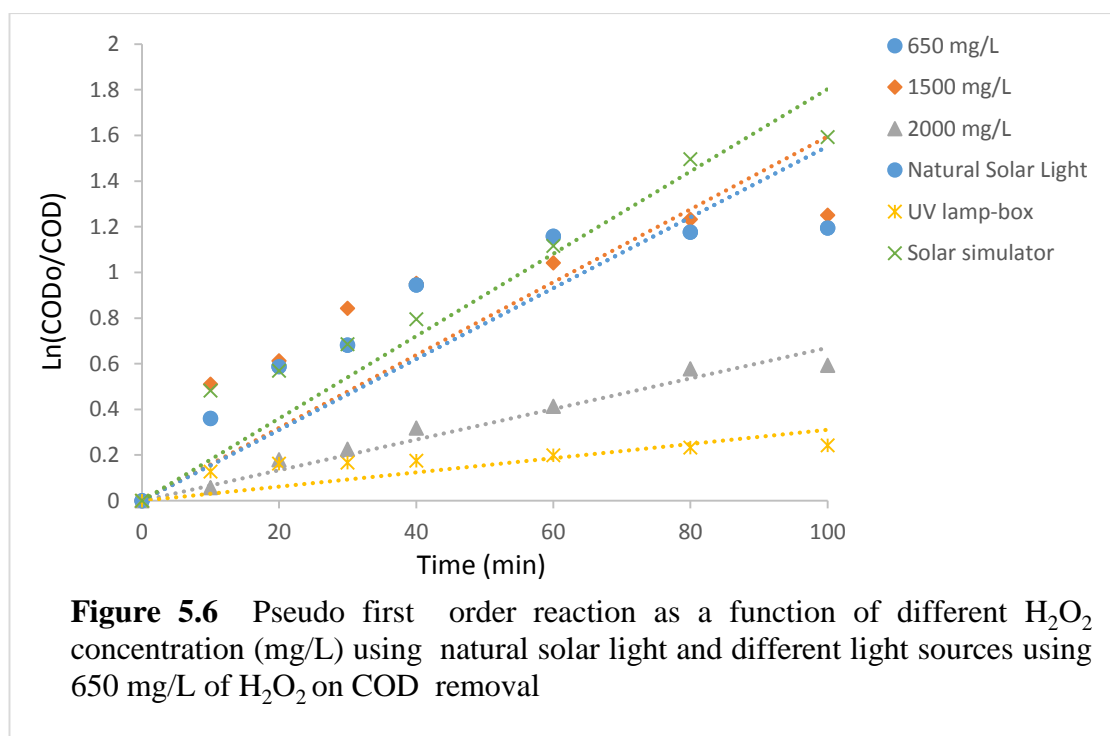 2
1.8
1.6
1.4
1.2
1
0.8
0.6
0.4
0.2
0
Ln(CODo/COD)
0 20 40 60 80 100
Time (min)
650 mg/L
1500 mg/L
2000 mg/L
Natural Solar Light
UV lamp-box
Solar simulator
Figure 5.6 Pseudo first order reaction as a function of different H₂O₂
concentration (mg/L) using natural solar light and different light sources using
650 mg/L of H₂O₂ on COD removal